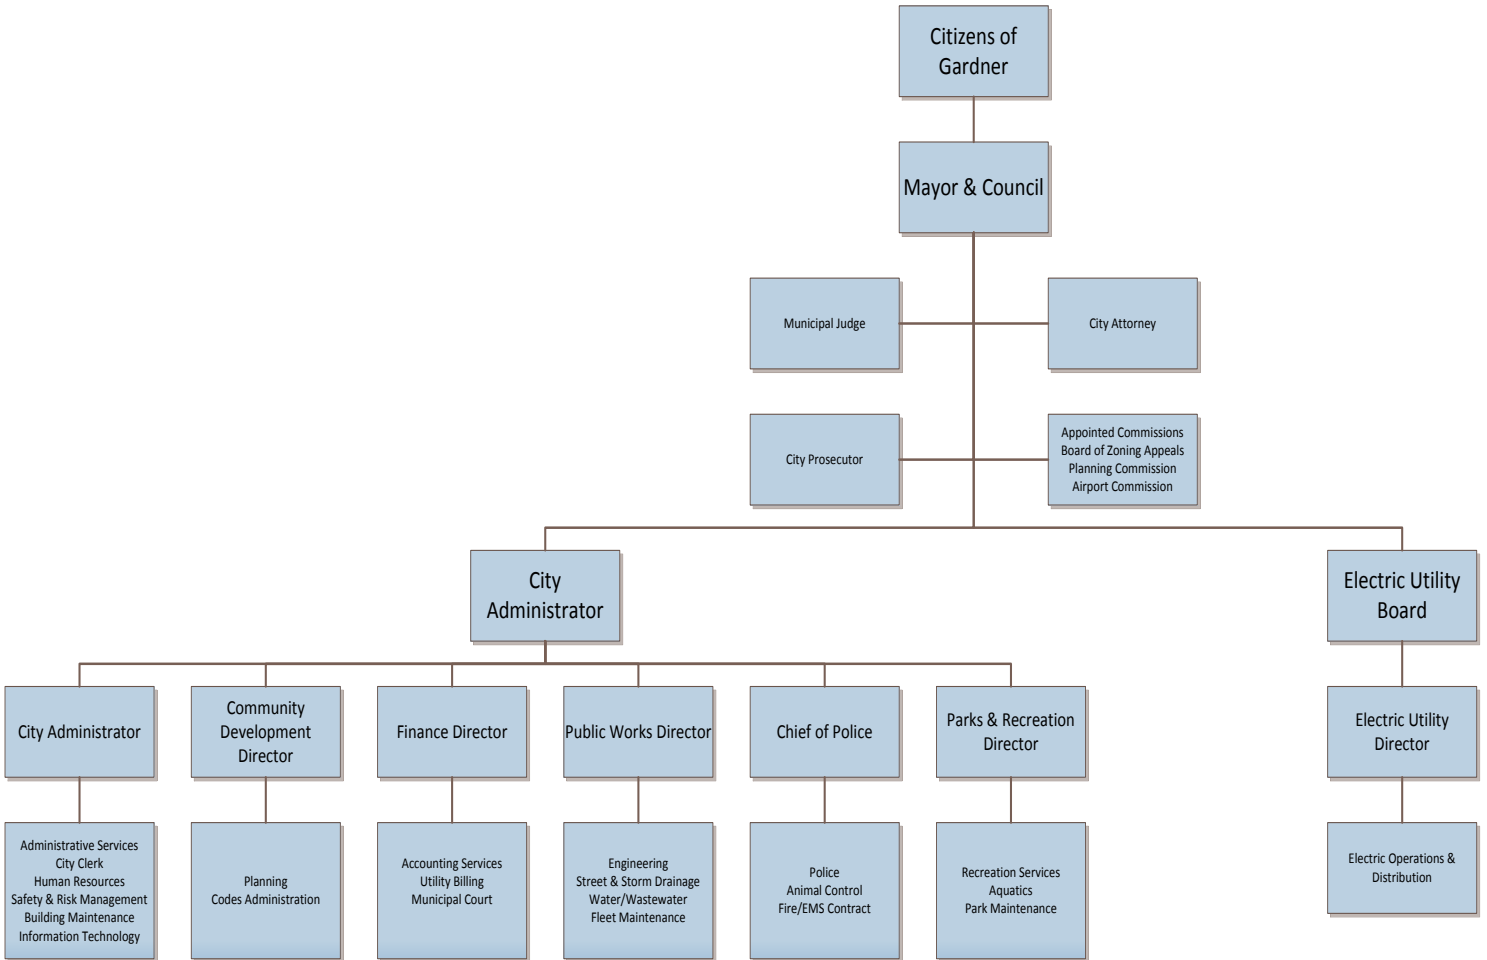 Citizens of
Gardner
Mayor & Council
Municipal Judge
City Attorney
City Prosecutor
Appointed Commissions
Board of Zoning Appeals
Planning Commission
Airport Commission
City
Administrator
Electric Utility
Board
City Administrator
Community
Development
Director
Finance Director
Public Works Director
Chief of Police
Parks & Recreation
Director
Electric Utility
Director
Administrative Services
City Clerk
Human Resources
Safety & Risk Management
Building Maintenance
Information Technology
Planning
Codes Administration
Accounting Services
Utility Billing
Municipal Court
Engineering
Street & Storm Drainage
Water/Wastewater
Fleet Maintenance
Police
Animal Control
Fire/EMS Contract
Recreation Services
Aquatics
Park Maintenance
Electric Operations &
Distribution